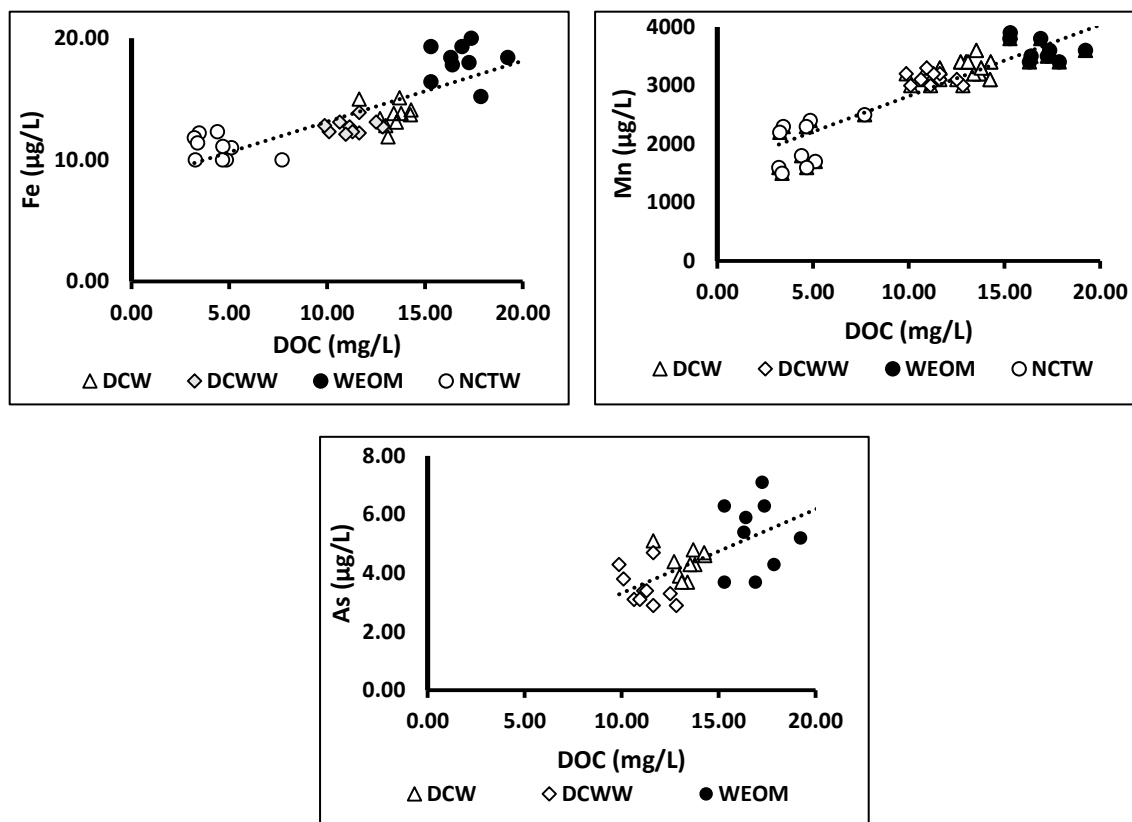 20.00
10.00
0.00
Fe (µg/L)
0.00 5.00 10.00 15.00 20.00
DOC (mg/L)
DCW DCWW WEOM NCTW
4000
3000
2000
1000
0
Mn (µg/L)
0.00 5.00 10.00 15.00 20.00
DOC (mg/L)
DCW DCWW WEOM NCTW
8.00
6.00
4.00
2.00
0.00
As (µg/L)
0.00 5.00 10.00 15.00 20.00
DOC (mg/L)
DCW DCWW WEOM